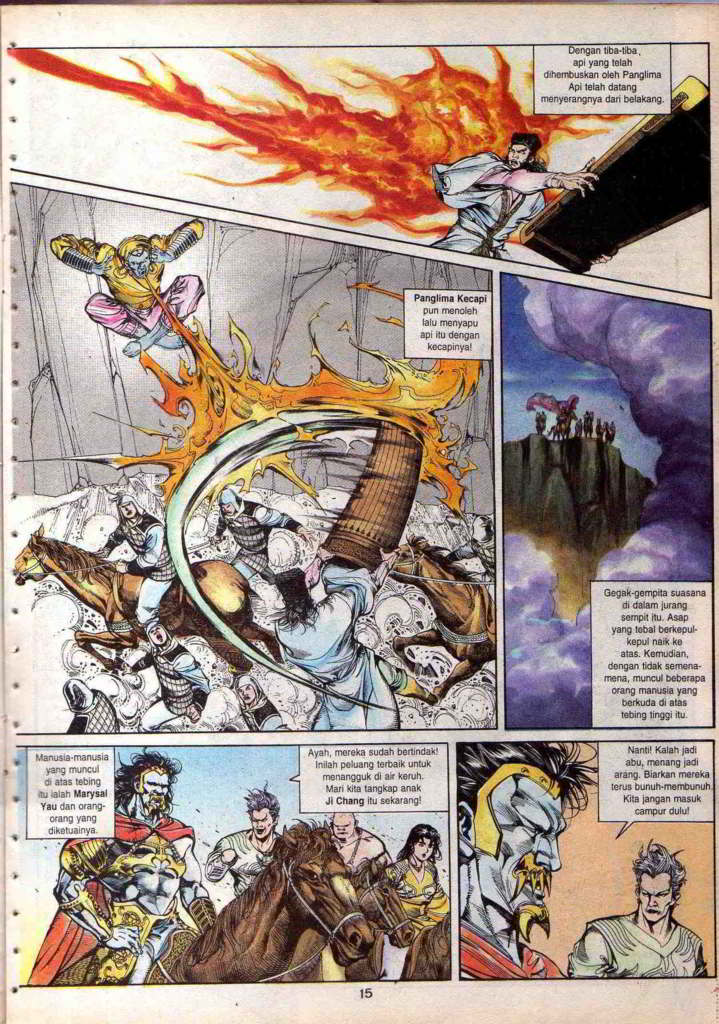 Dengan tiba-tiba,
api yang telah
dihembuskan oleh Panglima
Api telah datang
menyerangnya dari belakang.
Panglima Kecapi
pun menoleh
lalu menyapu
api itu dengan
kecapinya!
Gegak-gempita suasana
di dalam jurang
sempit itu. Asap
yang tebal berkepul-
kepul naik ke
atas. Kemudian,
dengan tidak semena-
mena, muncul beberapa
orang manusia yang
berkuda di atas
tebing tinggi itu.
Manusia-manusia
yang muncul
di atas tebing
itu ialah Marysal
Yau dan orang-
orang yang
diketuainya.
Ayah, mereka sudah bertindak!
Inilah peluang terbaik untuk
menangguk di air keruh.
Mari kita tangkap anak
Ji Chang itu sekarang!
Nanti! Kalah jadi
abu, menang jadi
arang. Biarkan mereka
terus bunuh-membunuh.
Kita jangan masuk
campur dulu!
15